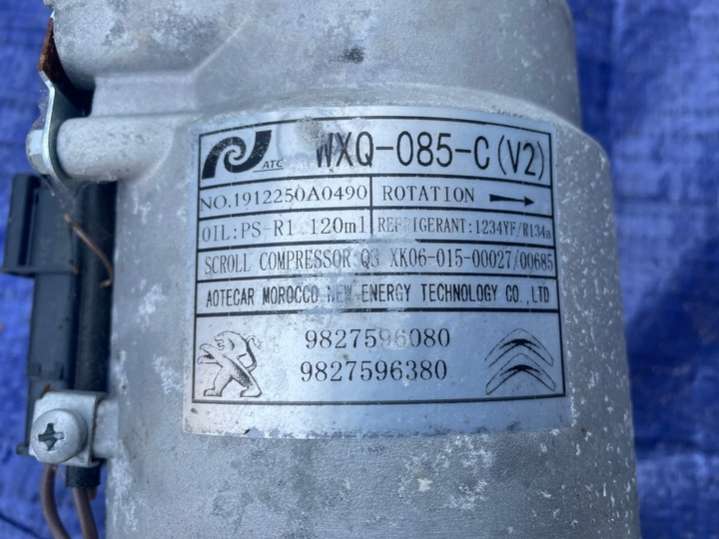 ATC WXQ-085-C(V2)
NO.1912250A0490 ROTATION
OIL:PS-R1 120ml REFRIGERANT:1234YF/R134a
SCROLL COMPRESSOR Q3 XK06-015-00027/00685
AOTECAR MOROCCO NEW ENERGY TECHNOLOGY CO.,LTD
9827596080
9827596380